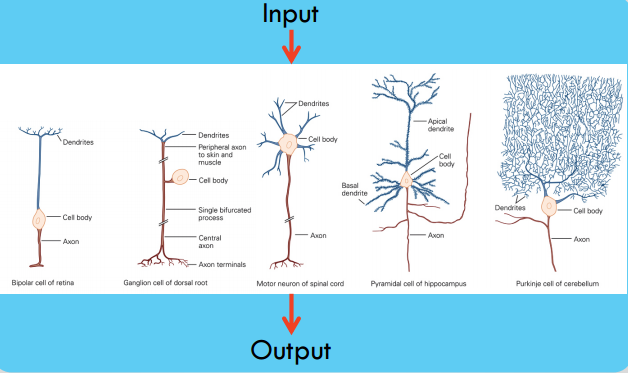 Input
Dendrites
Cell body
Axon
Bipolar cell of retina
Dendrites
Peripheral axon
to skin and
muscle
Cell body
Single bifurcated
process
Central
axon
Axon terminals
Ganglion cell of dorsal root
Dendrites
Cell body
Axon
Motor neuron of spinal cord
Apical
dendrite
Cell
body
Basal
dendrite
Axon
Pyramidal cell of hippocampus
Dendrites
Cell body
Axon
Purkinje cell of cerebellum
Output